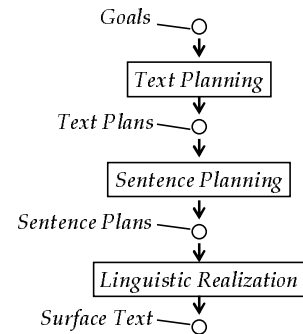 Goals
Text Planning
Text Plans
Sentence Planning
Sentence Plans
Linguistic Realization
Surface Text